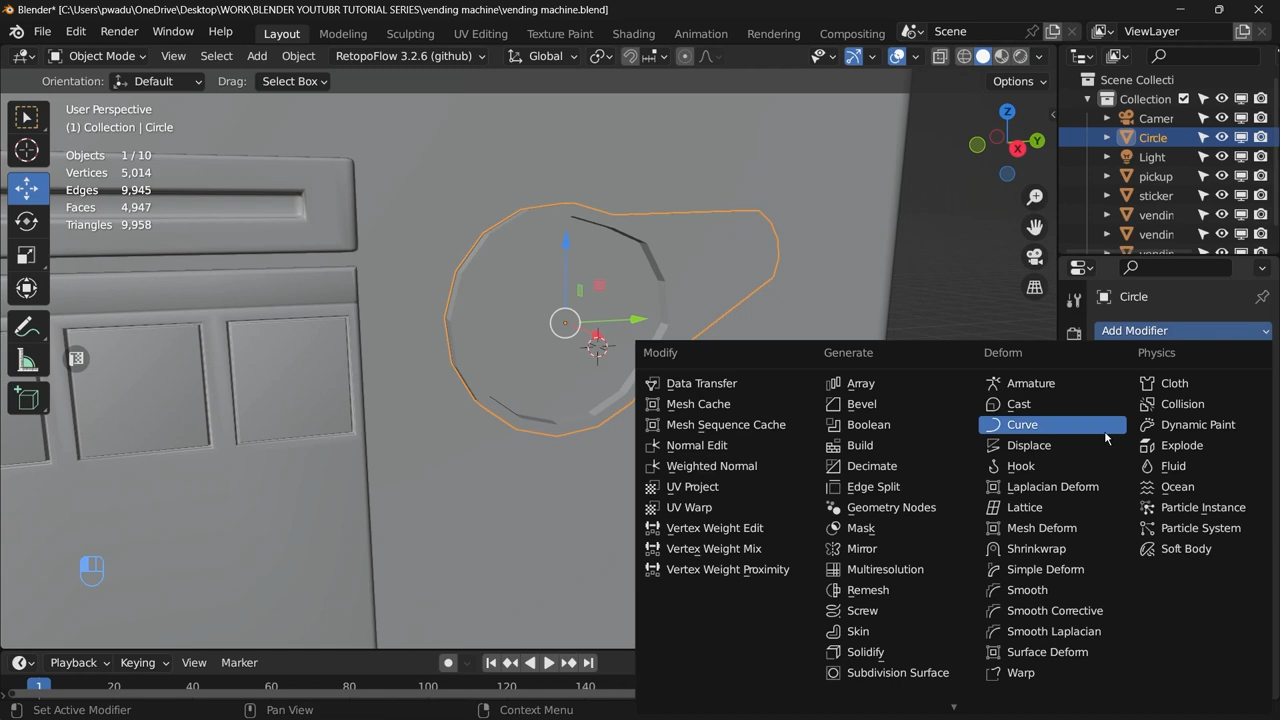 Blender* [C:\Users\pwadu\OneDrive\Desktop\WORK\BLENDER YOUTUBR TUTORIAL SERIES\vending machine\vending machine.blend]
File Edit Render Window Help Layout Modeling Sculpting UV Editing Texture Paint Shading Animation Rendering Compositing Scene ViewLayer
Object Mode View Select Add Object RetopoFlow 3.2.6 (github) Global
Orientation: Default Drag: Select Box Options
User Perspective
(1) Collection | Circle
Objects 1 / 10
Vertices 5,014
Edges 9,945
Faces 4,947
Triangles 9,958
Z
Y
X
Scene Collecti
Collection
Camer
Circle
Light
pickup
sticker
vendin
vendin
Circle
Add Modifier
Modify Generate Deform Physics
Data Transfer Array Armature Cloth
Mesh Cache Bevel Cast Collision
Mesh Sequence Cache Boolean Curve Dynamic Paint
Normal Edit Build Displace Explode
Weighted Normal Decimate Hook Fluid
UV Project Edge Split Laplacian Deform Ocean
UV Warp Geometry Nodes Lattice Particle Instance
Vertex Weight Edit Mask Mesh Deform Particle System
Vertex Weight Mix Mirror Shrinkwrap Soft Body
Vertex Weight Proximity Multiresolution Simple Deform
Remesh Smooth
Screw Smooth Corrective
Skin Smooth Laplacian
Solidify Surface Deform
Subdivision Surface Warp
Playback Keying View Marker
1 20 40 60 80 100 120 140
Set Active Modifier Pan View Context Menu